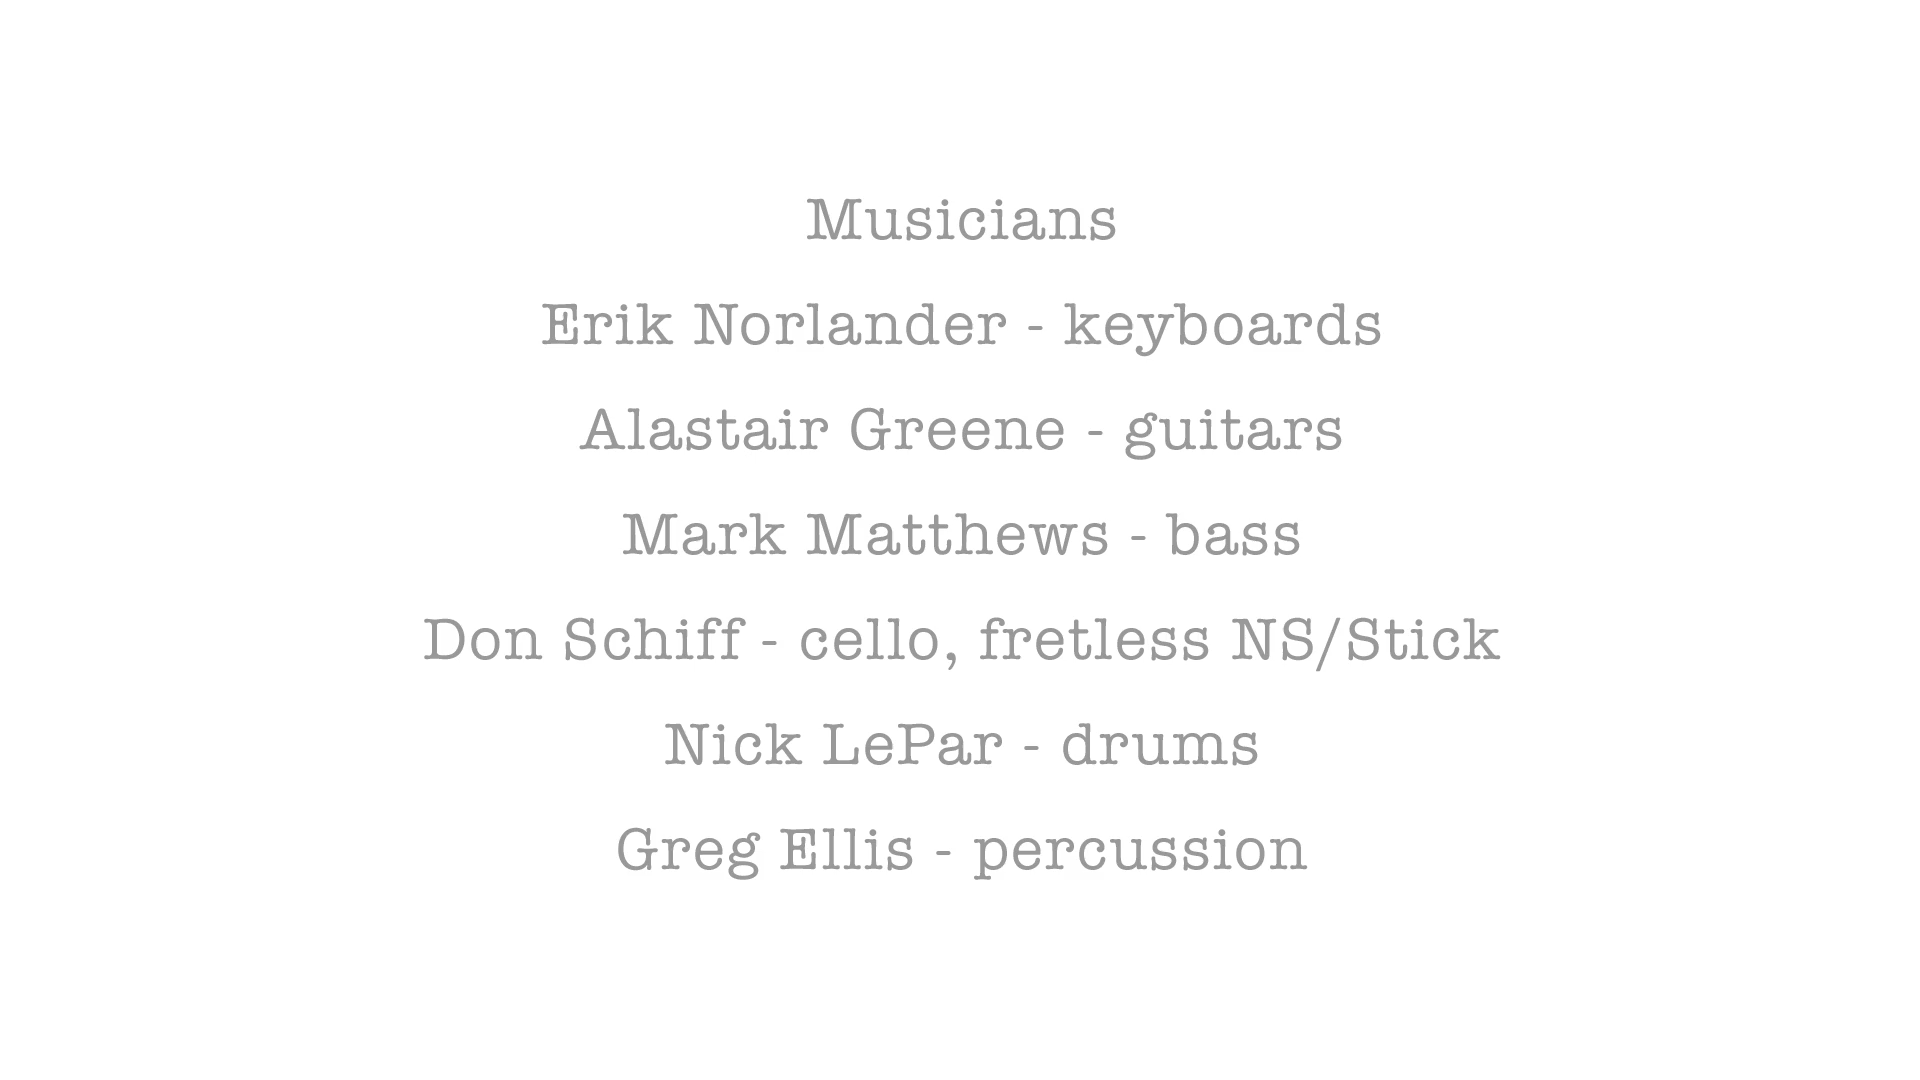 Musicians
Erik Norlander - keyboards
Alastair Greene - guitars
Mark Matthews - bass
Don Schiff - cello, fretless NS/Stick
Nick LePar - drums
Greg Ellis - percussion